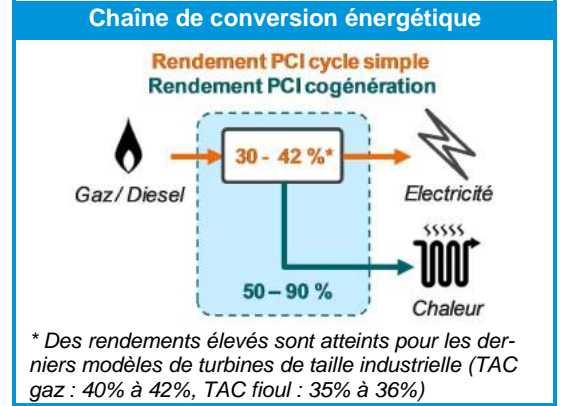 Chaîne de conversion énergétique
Rendement PCI cycle simple
Rendement PCI cogénération
30 - 42 %*
Gaz / Diesel
Electricité
50 – 90 %
Chaleur
* Des rendements élevés sont atteints pour les der-
niers modèles de turbines de taille industrielle (TAC
gaz : 40% à 42%, TAC fioul : 35% à 36%)